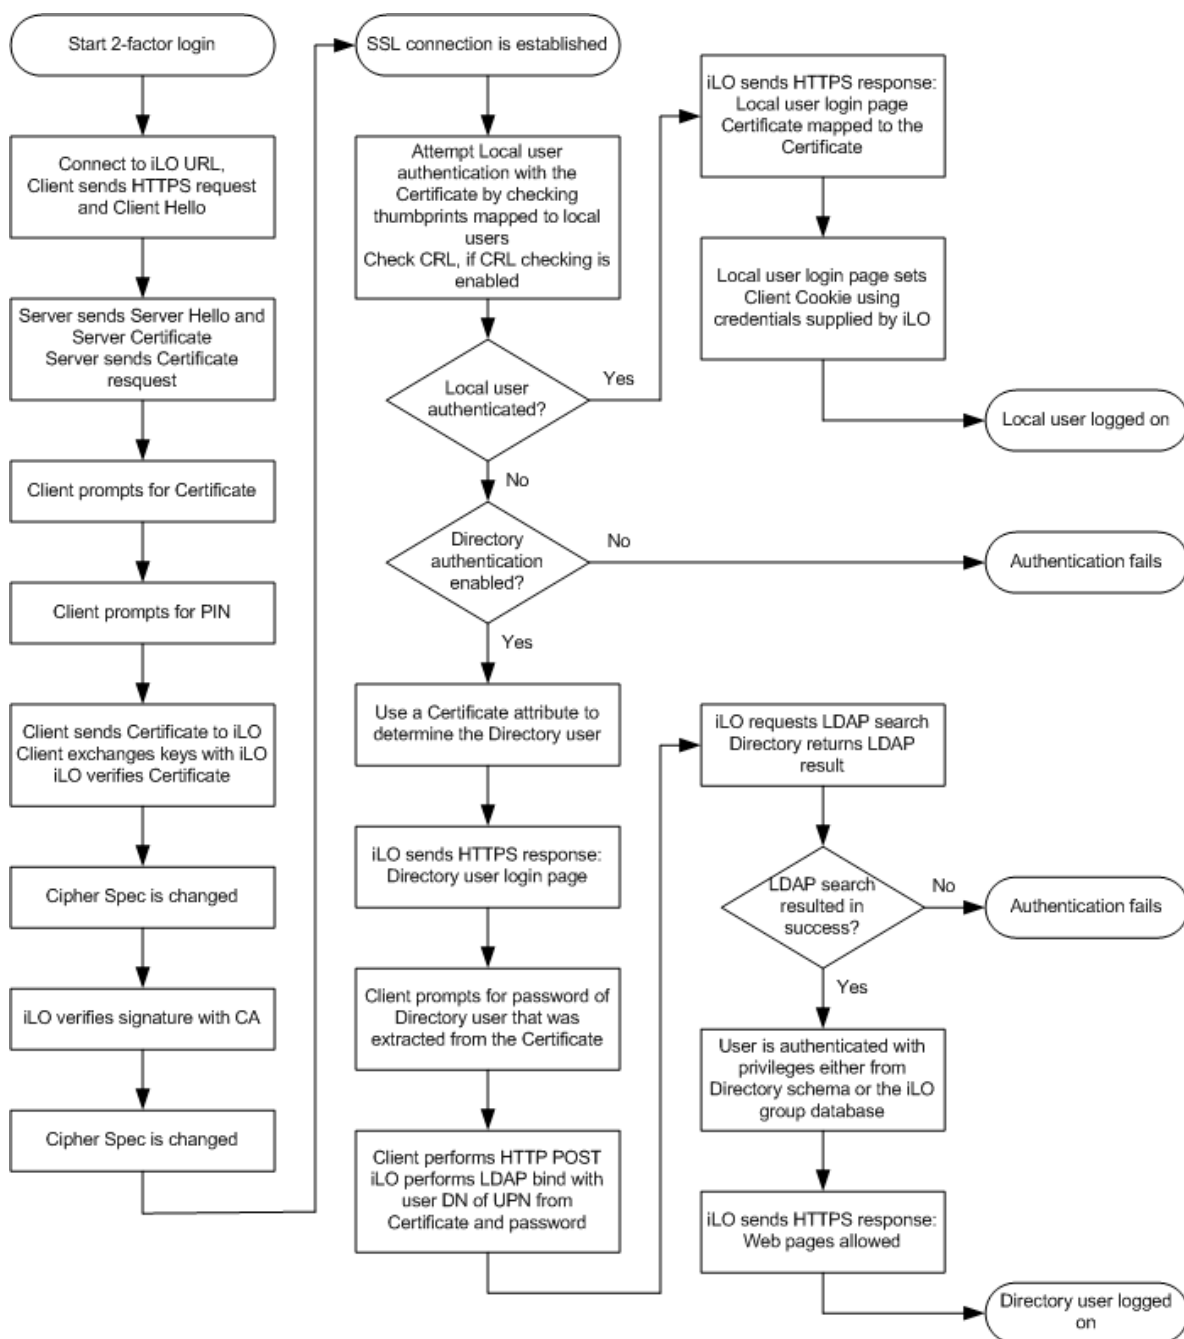 Start 2-factor login
Connect to iLO URL,
Client sends HTTPS request
and Client Hello
Server sends Server Hello and
Server Certificate
Server sends Certificate
resquest
Client prompts for Certificate
Client prompts for PIN
Client sends Certificate to iLO
Client exchanges keys with iLO
iLO verifies Certificate
Cipher Spec is changed
iLO verifies signature with CA
Cipher Spec is changed
SSL connection is established
Attempt Local user
authentication with the
Certificate by checking
thumbprints mapped to local
users
Check CRL, if CRL checking is
enabled
Local user
authenticated?
Yes
No
iLO sends HTTPS response:
Local user login page
Certificate mapped to the
Certificate
Local user login page sets
Client Cookie using
credentials supplied by iLO
Local user logged on
Directory
authentication
enabled?
No
Authentication fails
Yes
Use a Certificate attribute to
determine the Directory user
iLO sends HTTPS response:
Directory user login page
Client prompts for password of
Directory user that was
extracted from the Certificate
Client performs HTTP POST
iLO performs LDAP bind with
user DN of UPN from
Certificate and password
iLO requests LDAP search
Directory returns LDAP
result
LDAP search
resulted in
success?
No
Authentication fails
Yes
User is authenticated with
privileges either from
Directory schema or the iLO
group database
iLO sends HTTPS response:
Web pages allowed
Directory user logged
on